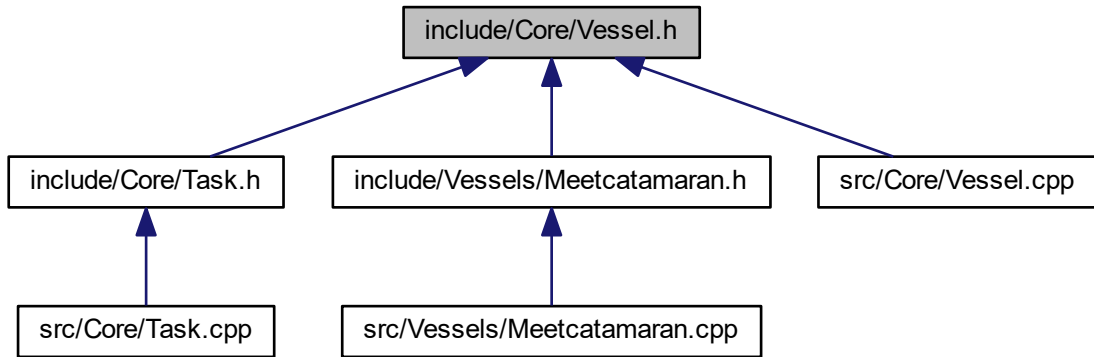 include/Core/Vessel.h
include/Core/Task.h
include/Vessels/Meetcatamaran.h
src/Core/Vessel.cpp
src/Core/Task.cpp
src/Vessels/Meetcatamaran.cpp